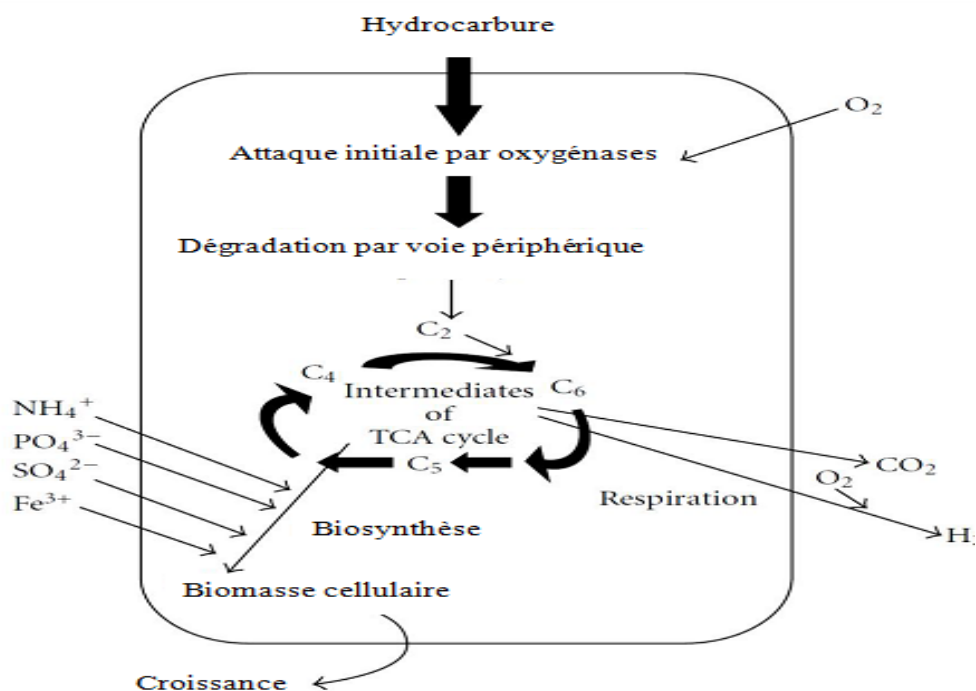 Hydrocarbure
O₂
Attaque initiale par oxygénases
Dégradation par voie périphérique
C₂
C₄
C₆
Intermediates
of
TCA cycle
C₅
NH₄⁺
PO₄³⁻
SO₄²⁻
Fe³⁺
CO₂
O₂
Respiration
H₂
Biosynthèse
Biomasse cellulaire
Croissance